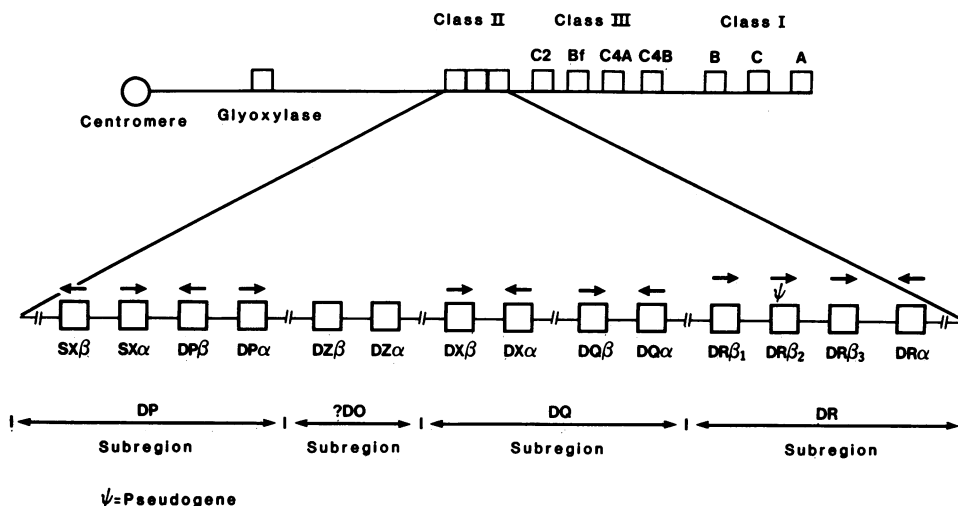 Class II Class III Class I
C2 Bf C4A C4B B C A
Centromere Glyoxylase
ψ
SXβ SXα DPβ DPα DZβ DZα DXβ DXα DQβ DQα DRβ₁ DRβ₂ DRβ₃ DRα
DP ?DO DQ DR
Subregion Subregion Subregion Subregion
ψ=Pseudogene